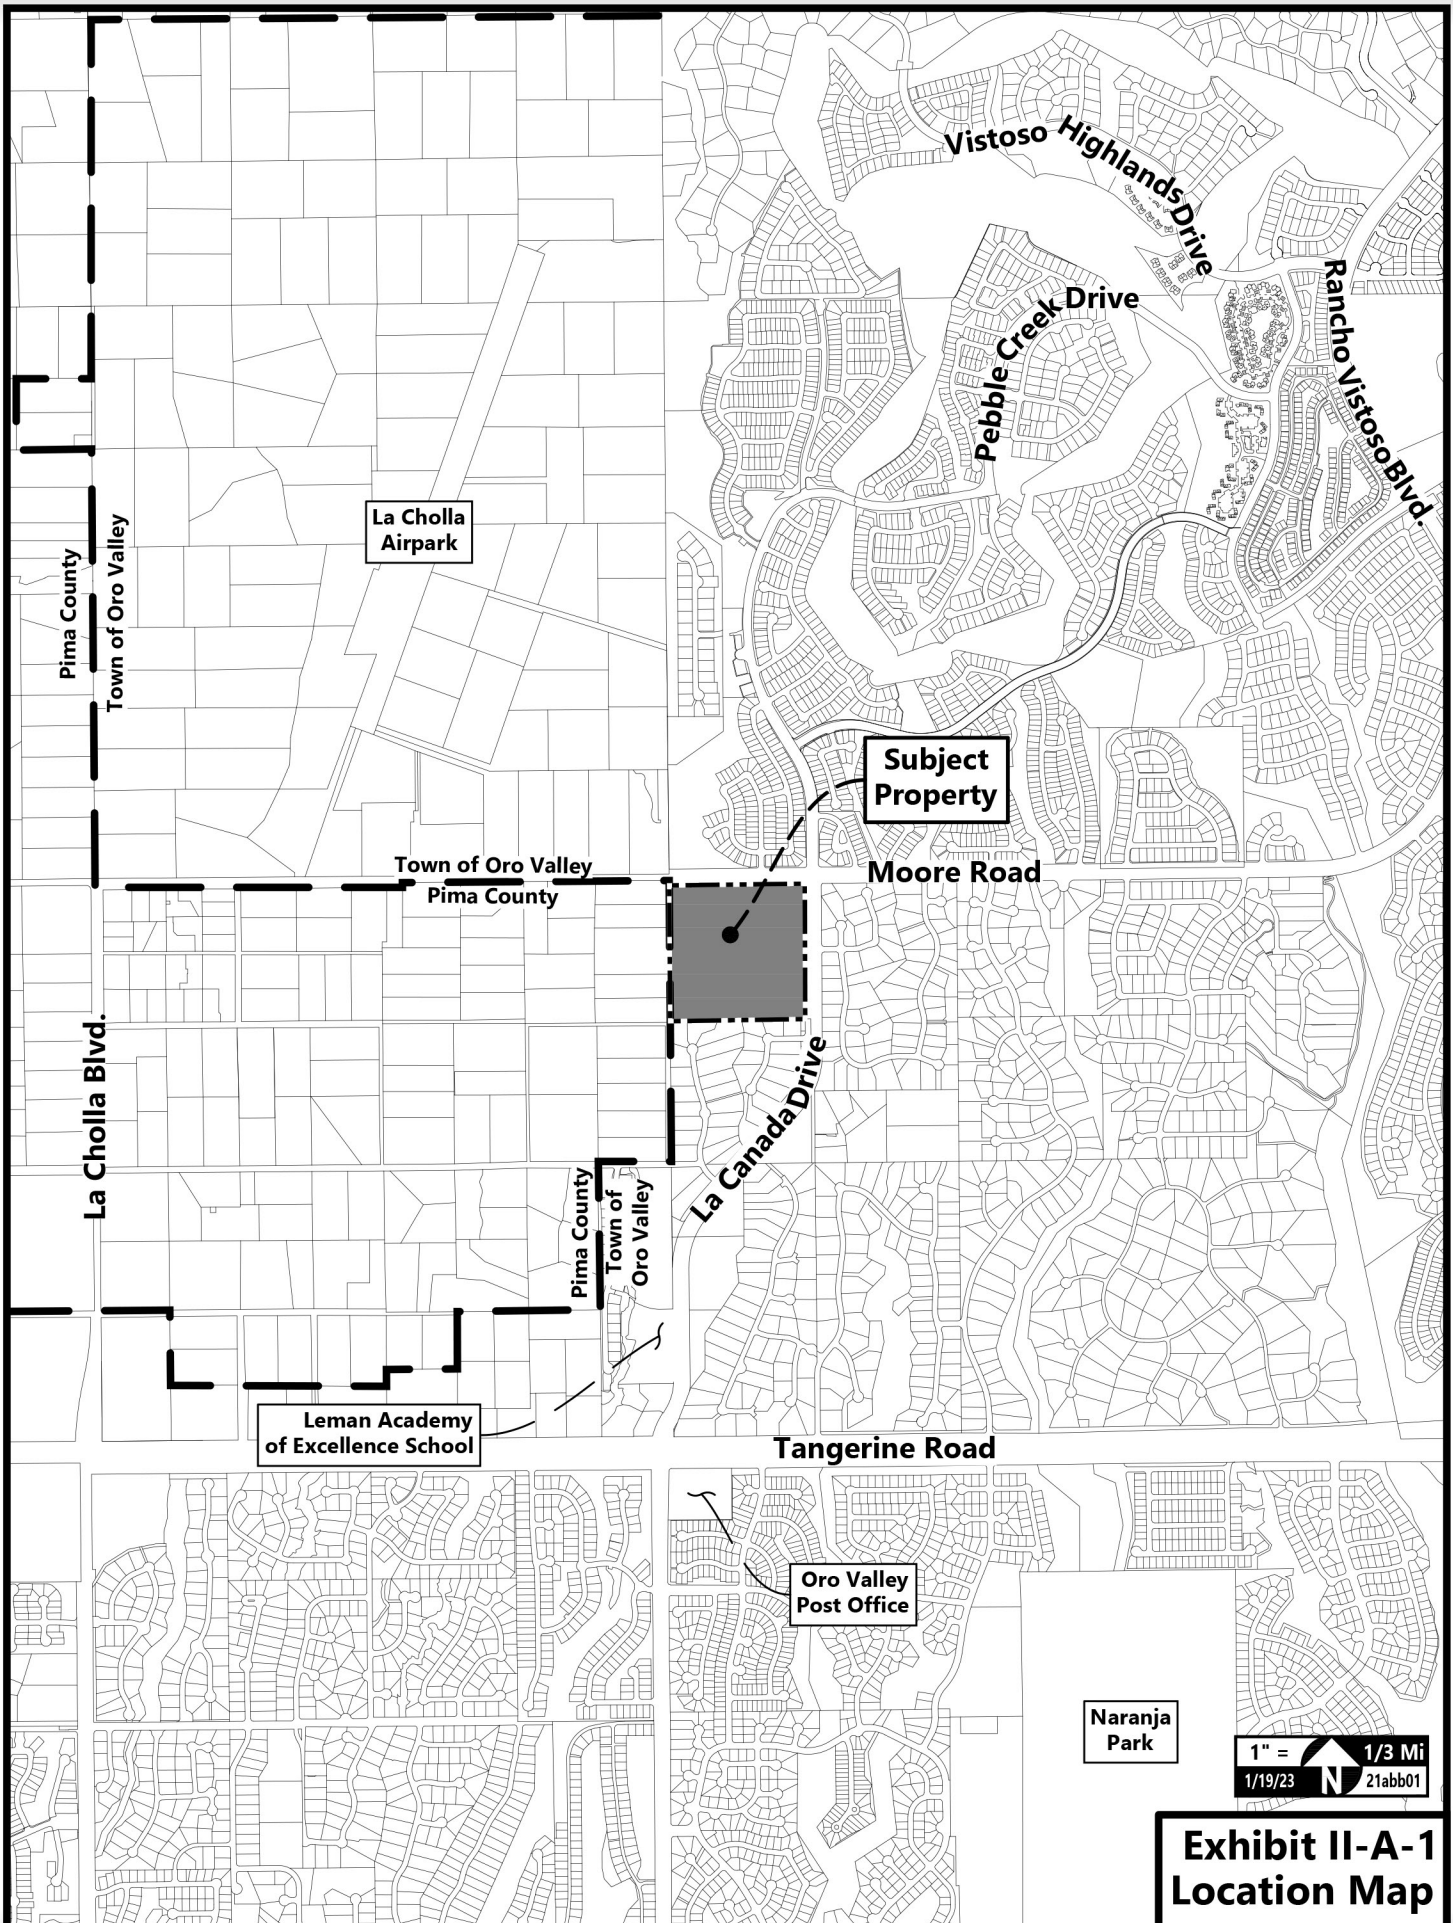 Vistoso Highlands Drive
Pebble Creek Drive
Rancho Vistoso Blvd.
La Cholla
Airpark
Pima County
Town of Oro Valley
Subject
Property
Town of Oro Valley
Pima County
Moore Road
La Cholla Blvd.
La Canada Drive
Pima County
Town of
Oro Valley
Leman Academy
of Excellence School
Tangerine Road
Oro Valley
Post Office
Naranja
Park
1" = 1/3 Mi
1/19/23 N 21abb01
Exhibit II-A-1
Location Map